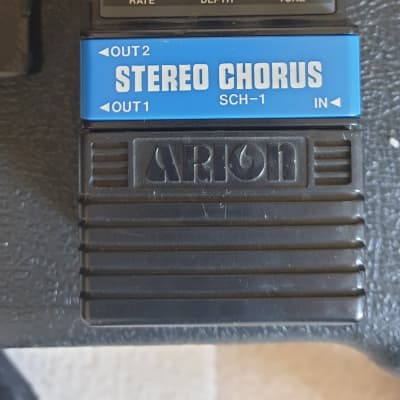 RATE DEPTH TONE
◄OUT2
STEREO CHORUS
◄OUT1 SCH-1 IN◄
ARION